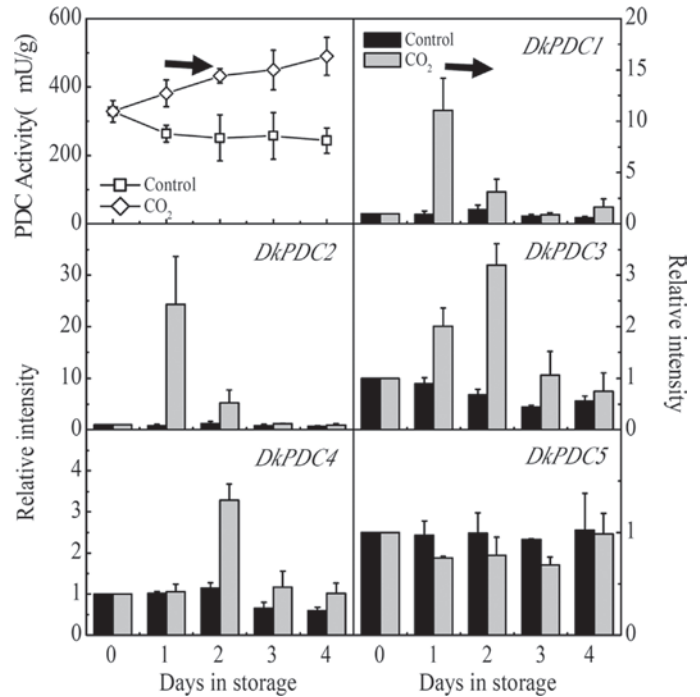 PDC Activity( mU/g)
600
400
200
0
Control
CO2
20
15
10
5
0
Control
CO2
DkPDC1
30
20
10
0
DkPDC2
3
2
1
0
DkPDC3
Relative intensity
Relative intensity
4
3
2
1
0
DkPDC4
1
0
DkPDC5
0 1 2 3 4
0 1 2 3 4
Days in storage
Days in storage